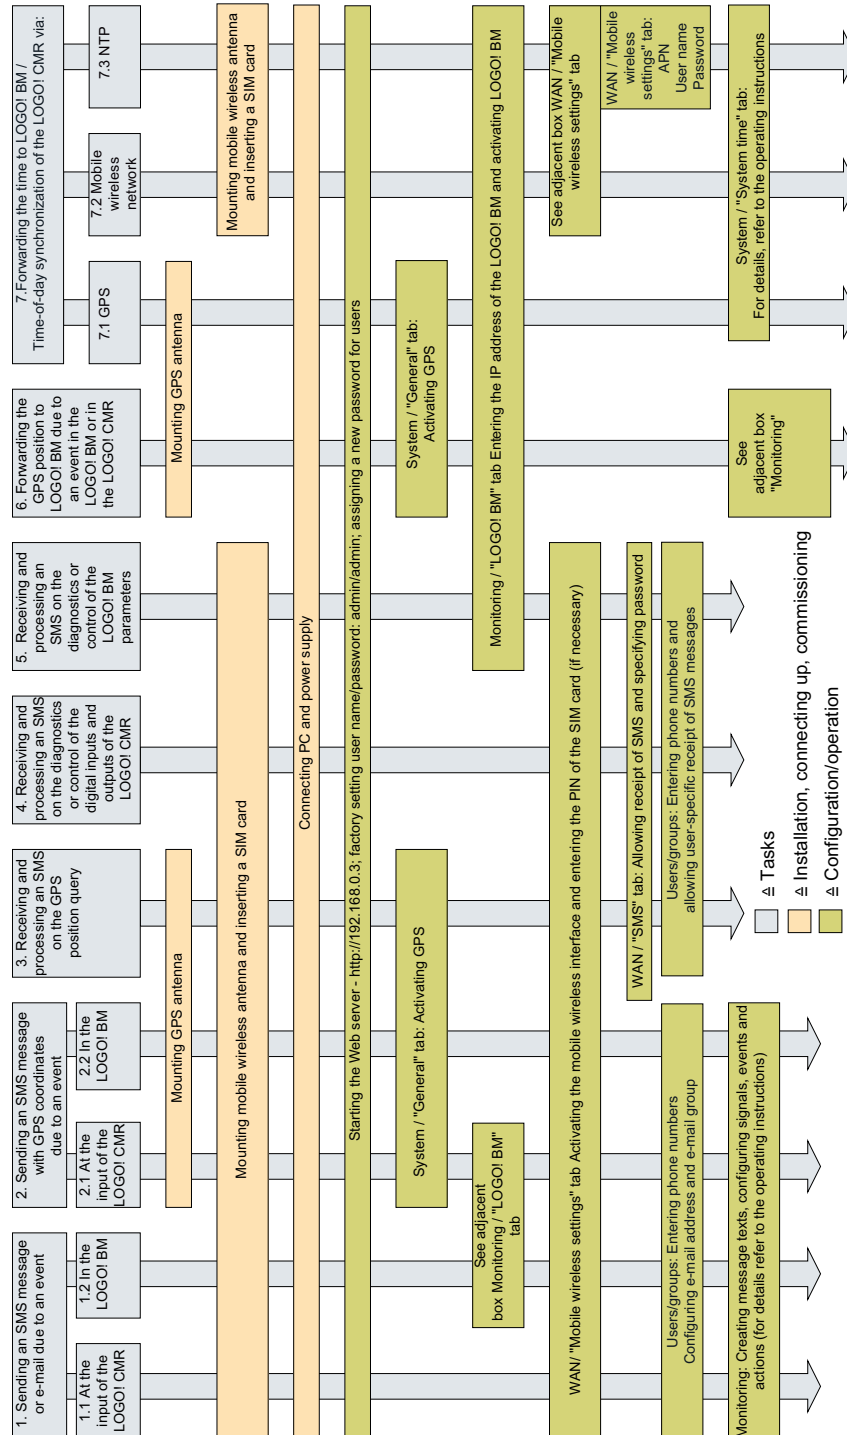 1. Sending an SMS message
or e-mail due to an event
1.1 At the
input of the
LOGO! CMR
1.2 In the
LOGO! BM
2. Sending an SMS message
with GPS coordinates
due to an event
2.1 At the
input of the
LOGO! CMR
2.2 In the
LOGO! BM
3. Receiving and
processing an SMS
on the GPS
position query
4. Receiving and
processing an SMS
on the diagnostics
or control of the
digital inputs and
outputs of the
LOGO! CMR
5. Receiving and
processing an
SMS on the
diagnostics or
control of the
LOGO! BM
parameters
6. Forwarding the
GPS position to
LOGO! BM due to
an event in the
LOGO! BM or in
the LOGO! CMR
7.Forwarding the time to LOGO! BM /
Time-of-day synchronization of the LOGO! CMR via:
7.1 GPS
7.2 Mobile
wireless
network
7.3 NTP
Mounting GPS antenna
Mounting GPS antenna
Mounting mobile wireless antenna and inserting a SIM card
Mounting mobile wireless antenna
and inserting a SIM card
Connecting PC and power supply
Starting the Web server - http://192.168.0.3; factory setting user name/password: admin/admin; assigning a new password for users
System / "General" tab: Activating GPS
System / "General" tab:
Activating GPS
See adjacent
box Monitoring / "LOGO! BM"
tab
Monitoring / "LOGO! BM" tab Entering the IP address of the LOGO! BM and activating LOGO! BM
WAN/ "Mobile wireless settings" tab Activating the mobile wireless interface and entering the PIN of the SIM card (if necessary)
See adjacent box WAN / "Mobile
wireless settings" tab
WAN / "Mobile
wireless
settings" tab:
APN
User name
Password
WAN / "SMS" tab: Allowing receipt of SMS and specifying password
Users/groups: Entering phone numbers
Configuring e-mail address and e-mail group
Users/groups: Entering phone numbers and
allowing user-specific receipt of SMS messages
Monitoring: Creating message texts, configuring signals, events and
actions (for details refer to the operating instructions)
See
adjacent box
"Monitoring"
System / "System time" tab:
For details, refer to the operating instructions
≙ Tasks
≙ Installation, connecting up, commissioning
≙ Configuration/operation